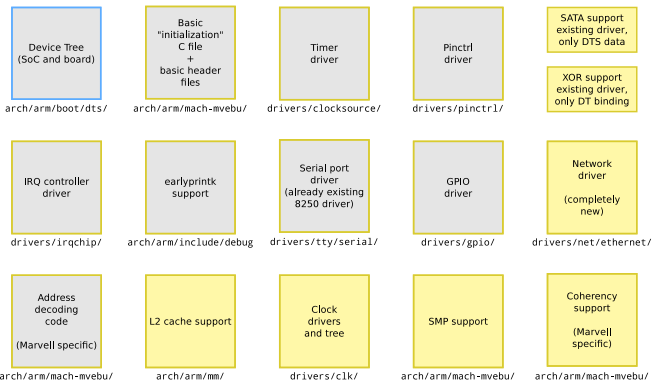 Device Tree
(SoC and board)
arch/arm/boot/dts/
Basic
"initialization"
C file
+
basic header
files
arch/arm/mach-mvebu/
Timer
driver
drivers/clocksource/
Pinctrl
driver
drivers/pinctrl/
SATA support
existing driver,
only DTS data
XOR support
existing driver,
only DT binding
IRQ controller
driver
drivers/irqchip/
earlyprintk
support
arch/arm/include/debug
Serial port
driver
(already existing
8250 driver)
drivers/tty/serial/
GPIO
driver
drivers/gpio/
Network
driver
(completely
new)
drivers/net/ethernet/
Address
decoding
code
(Marvell specific)
arch/arm/mach-mvebu/
L2 cache support
arch/arm/mm/
Clock
drivers
and tree
drivers/clk/
SMP support
arch/arm/mach-mvebu/
Coherency
support
(Marvell
specific)
arch/arm/mach-mvebu/